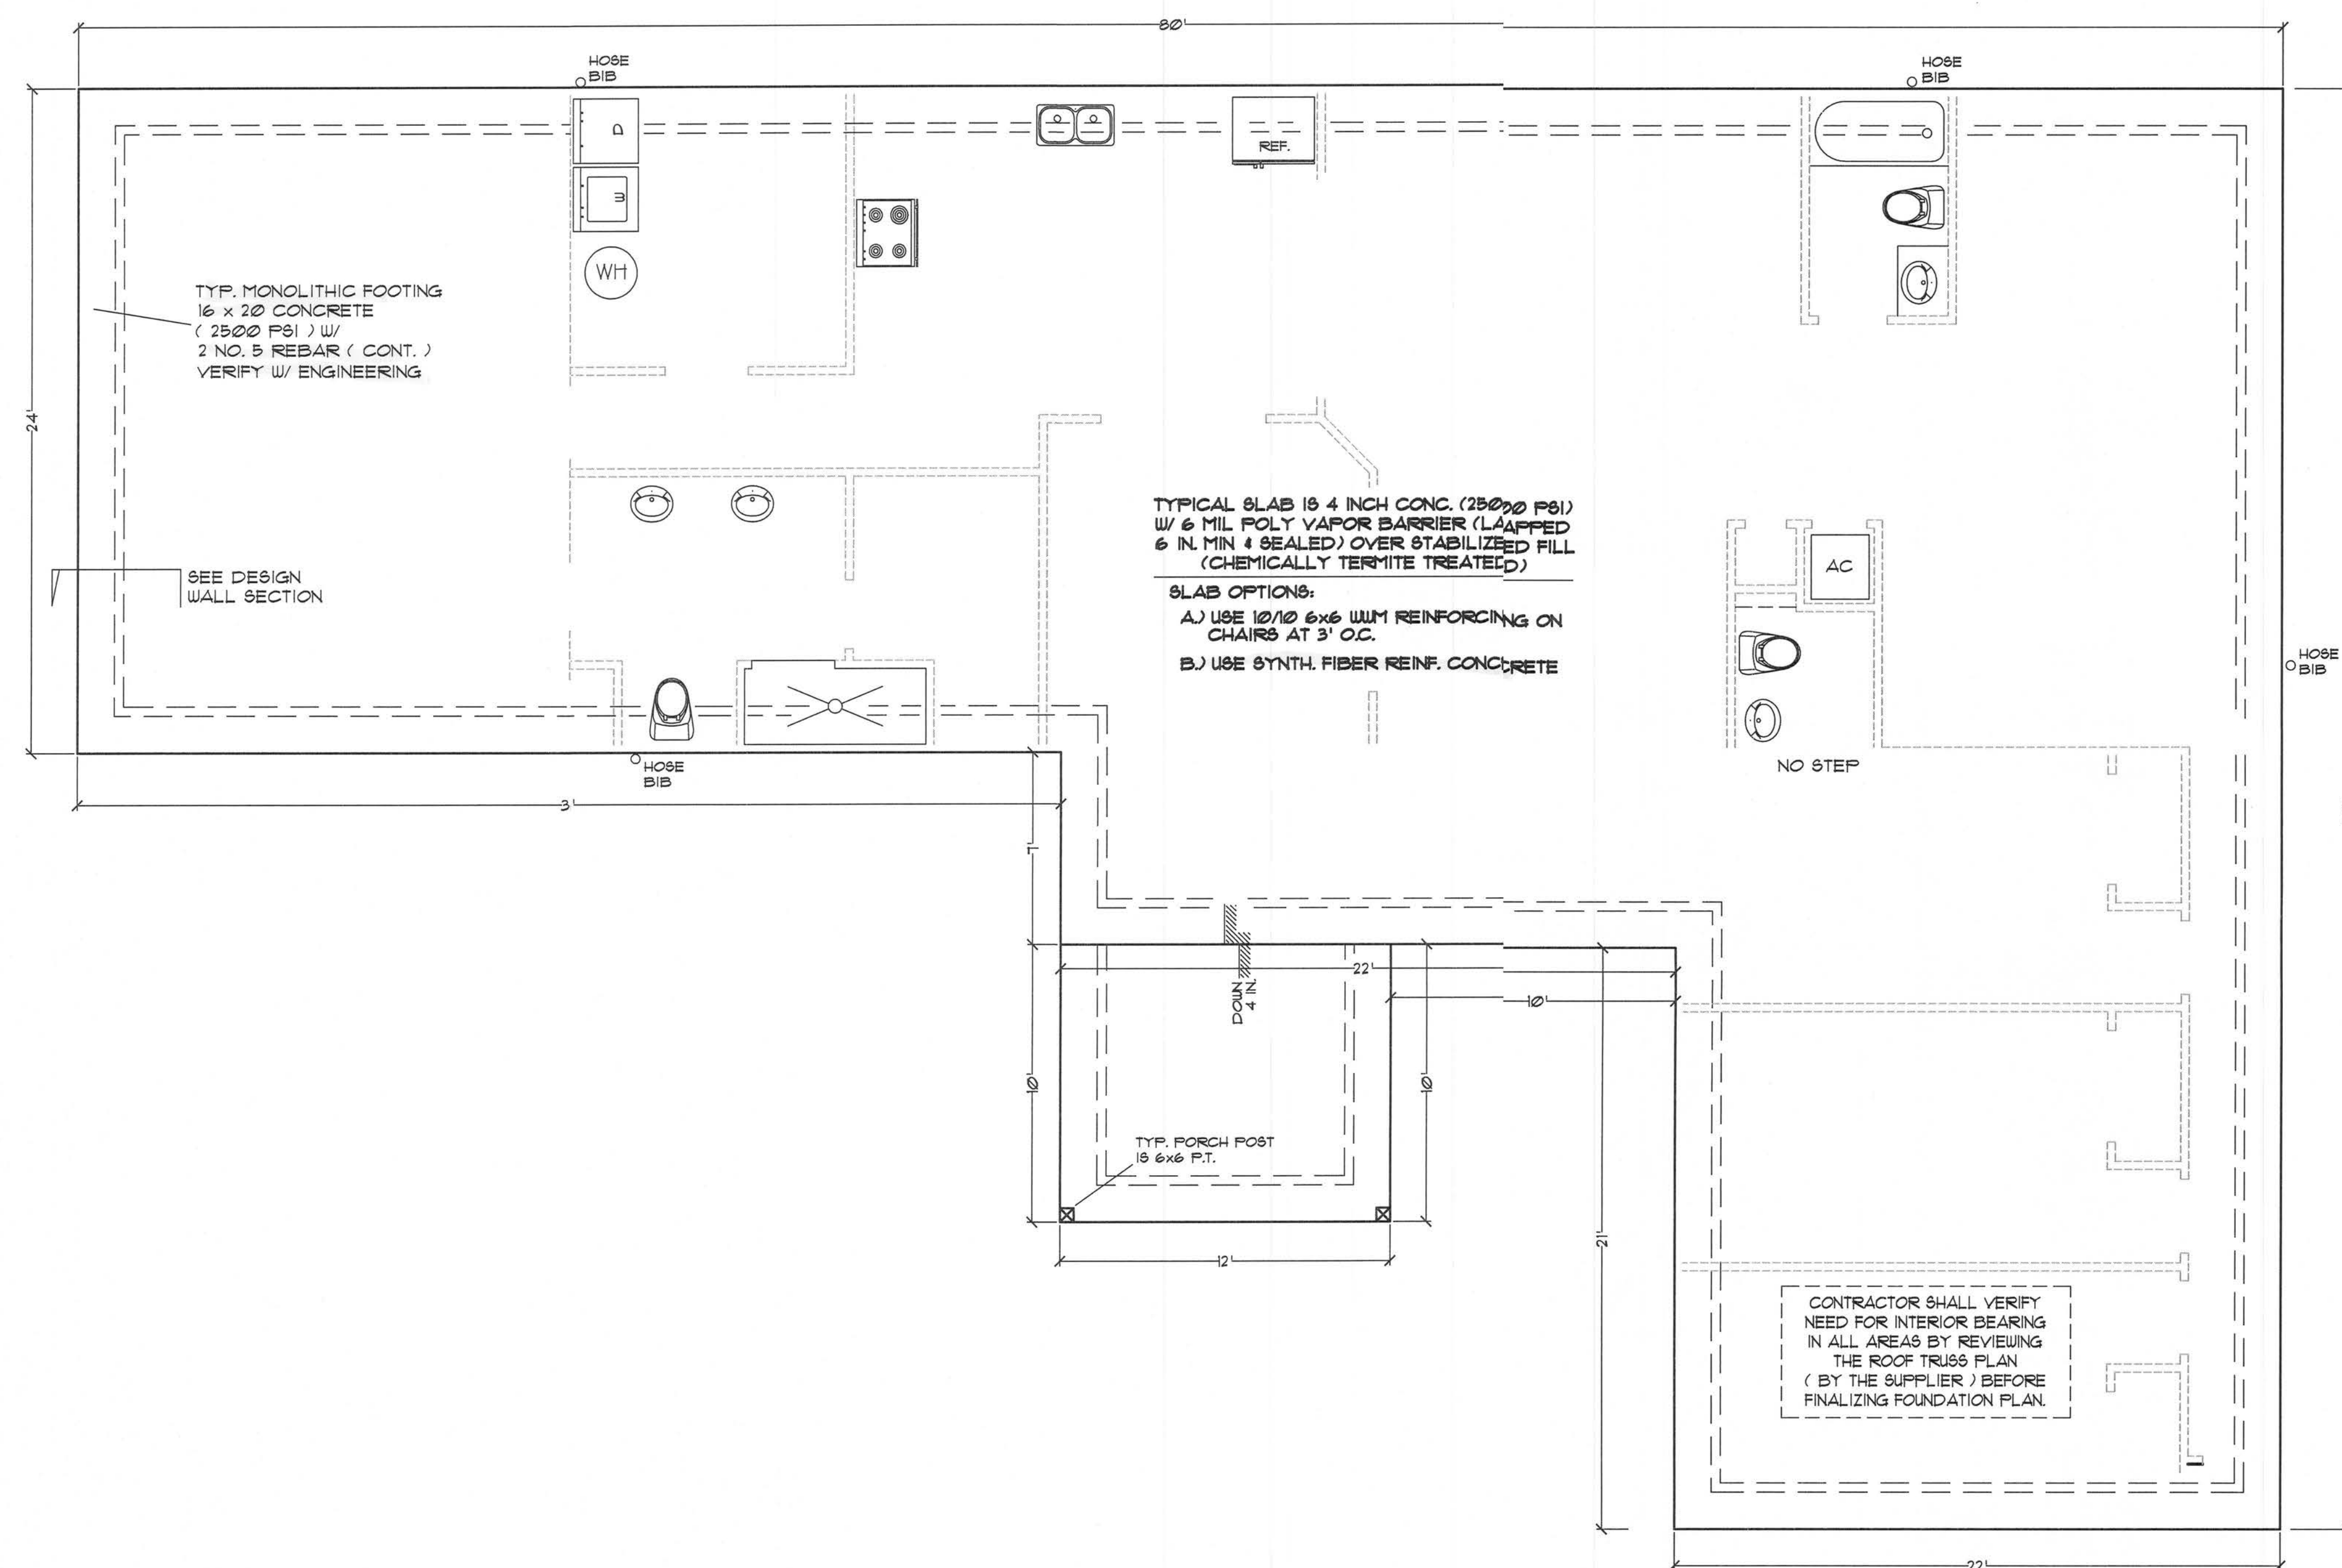 80'
HOSE
BIB
HOSE
BIB
D
W
WH
REF.
24'
TYP. MONOLITHIC FOOTING
16 x 20 CONCRETE
( 2500 PSI ) W/
2 NO. 5 REBAR ( CONT. )
VERIFY W/ ENGINEERING
TYPICAL SLAB IS 4 INCH CONC. (2500 PSI)
W/ 6 MIL POLY VAPOR BARRIER (LAPPED
6 IN. MIN & SEALED) OVER STABILIZED FILL
(CHEMICALLY TERMITE TREATED)
SLAB OPTIONS:
A.) USE 10/10 6x6 WWM REINFORCING ON
CHAIRS AT 3' O.C.
B.) USE SYNTH. FIBER REINF. CONCRETE
SEE DESIGN
WALL SECTION
AC
HOSE
BIB
HOSE
BIB
NO STEP
3'
22'
10'
DOWN
4 IN.
10'
10'
TYP. PORCH POST
IS 6x6 P.T.
12'
21'
CONTRACTOR SHALL VERIFY
NEED FOR INTERIOR BEARING
IN ALL AREAS BY REVIEWING
THE ROOF TRUSS PLAN
( BY THE SUPPLIER ) BEFORE
FINALIZING FOUNDATION PLAN.
22'